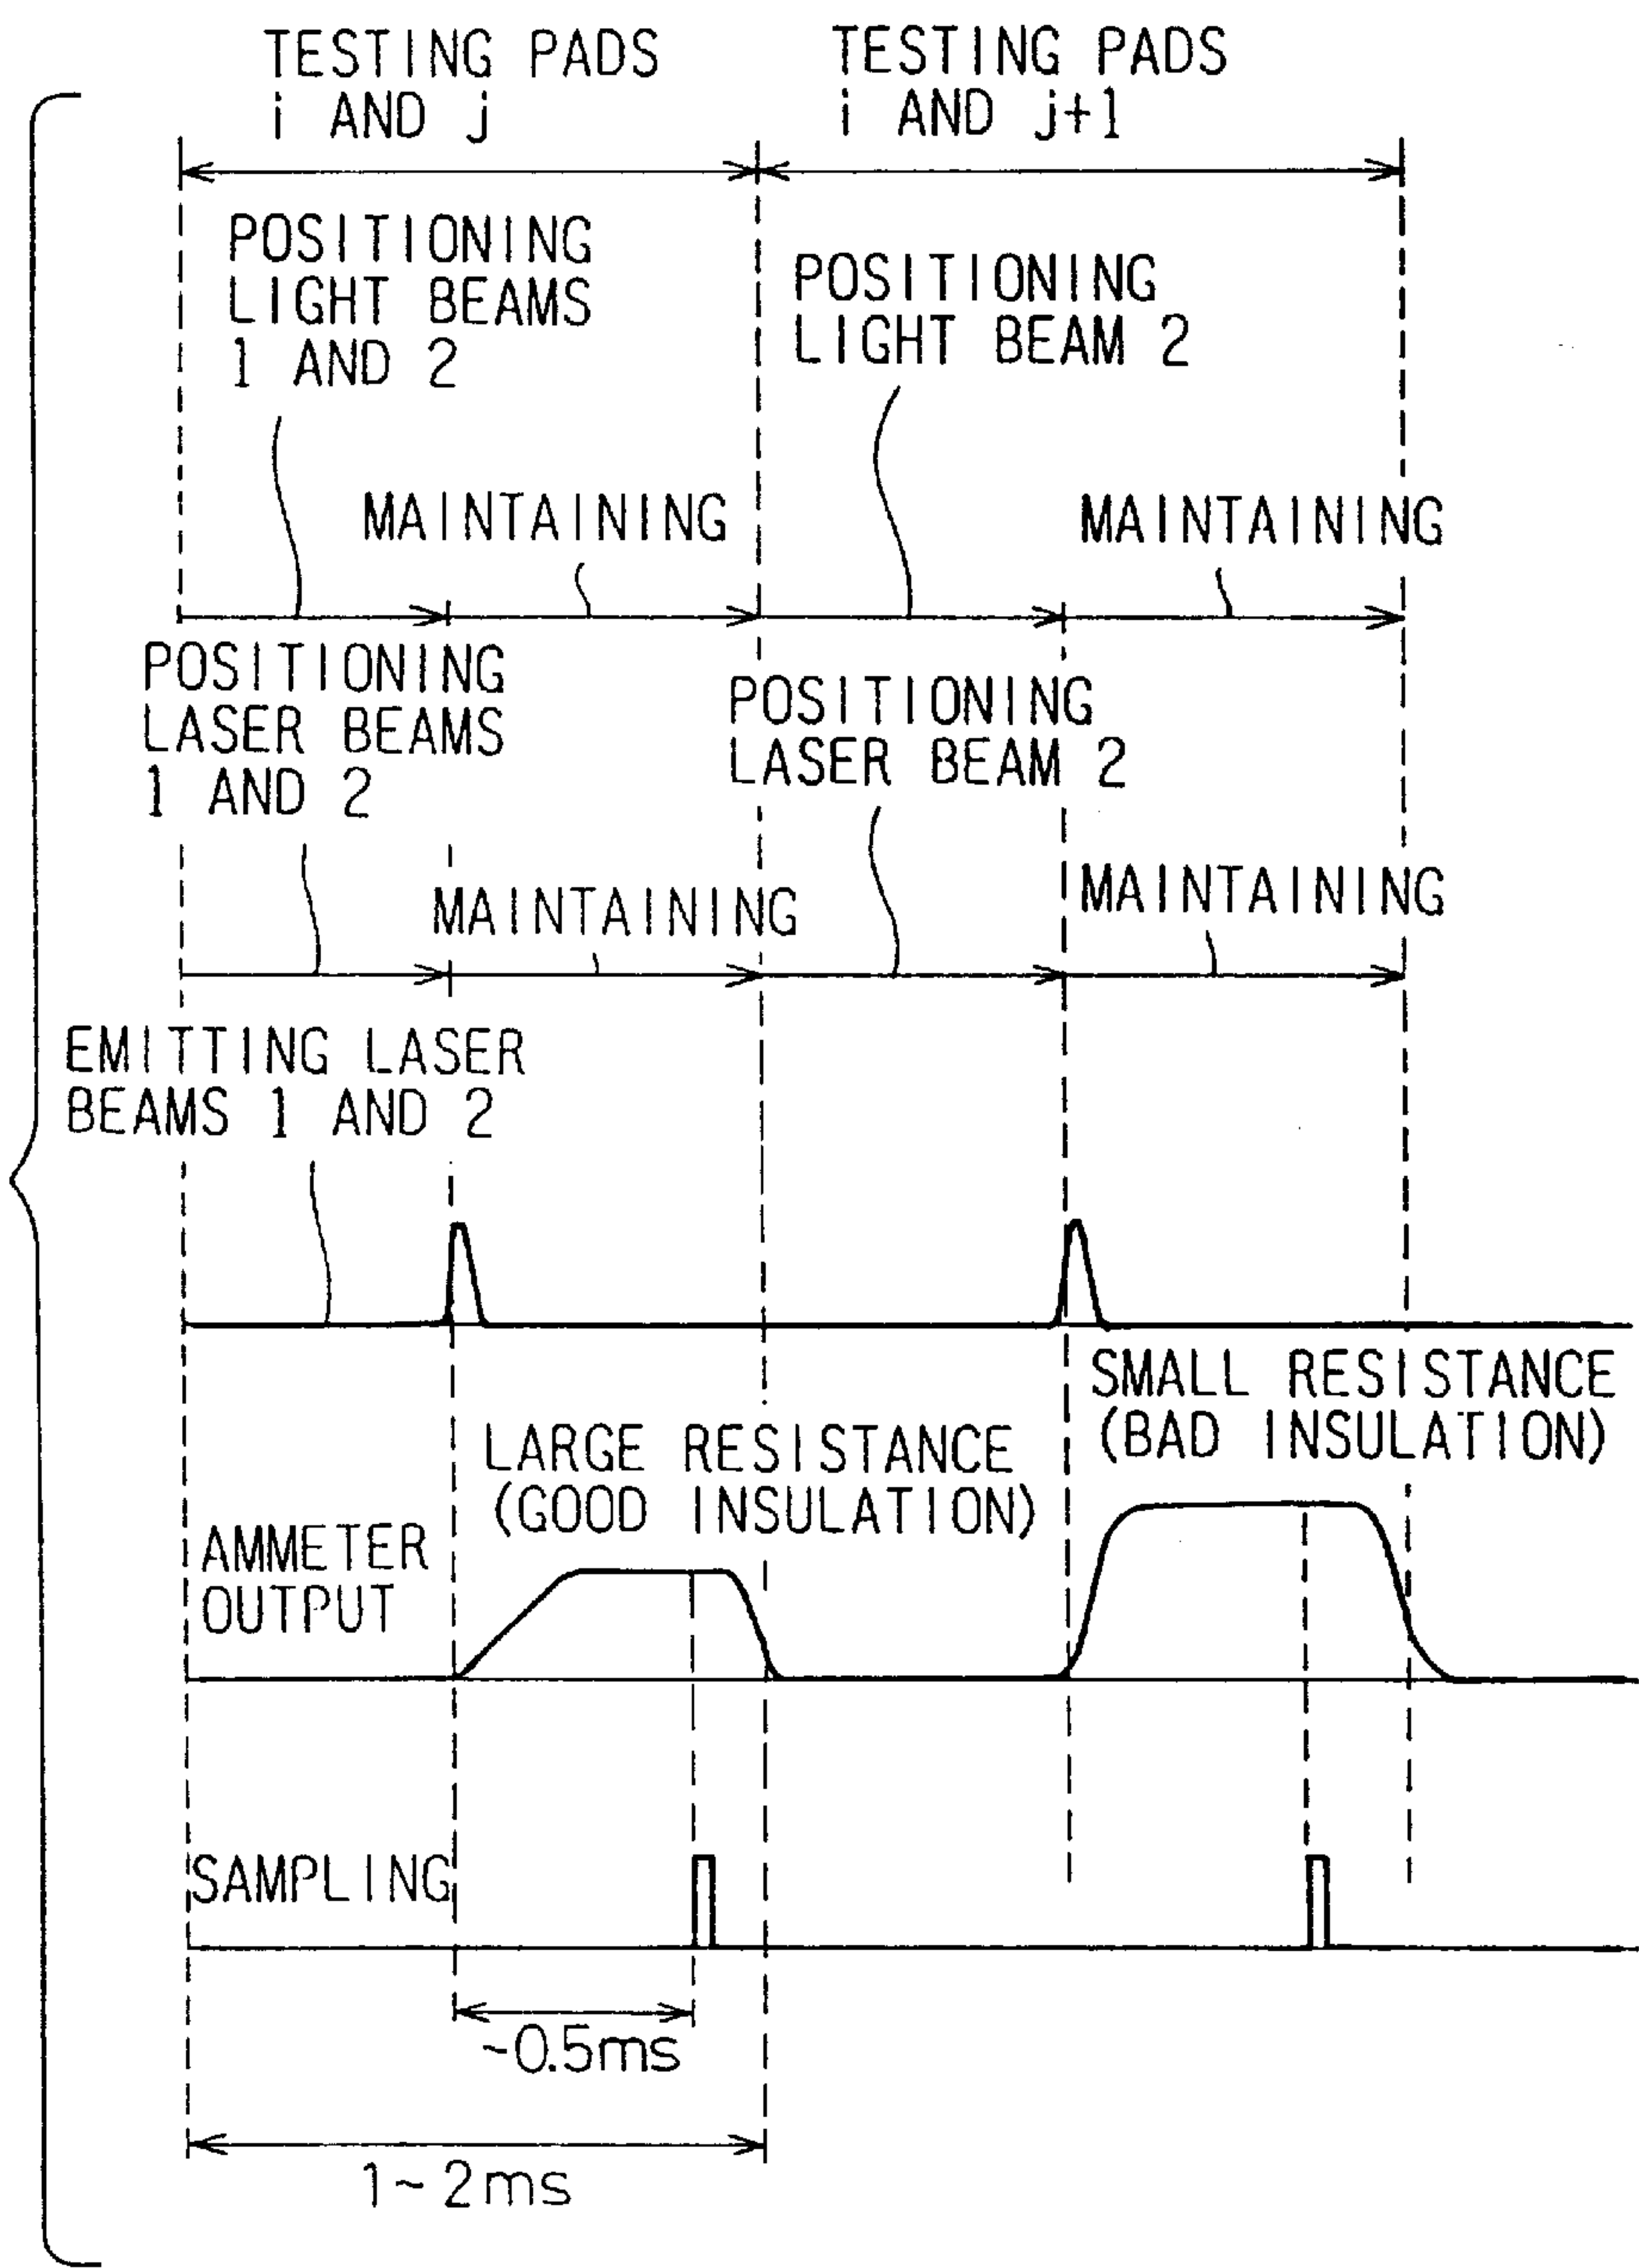 TESTING PADS
i AND j
TESTING PADS
i AND j+1
POSITIONING
LIGHT BEAMS
1 AND 2
POSITIONING
LIGHT BEAM 2
MAINTAINING
MAINTAINING
POSITIONING
LASER BEAMS
1 AND 2
POSITIONING
LASER BEAM 2
MAINTAINING
MAINTAINING
EMITTING LASER
BEAMS 1 AND 2
SMALL RESISTANCE
(BAD INSULATION)
LARGE RESISTANCE
(GOOD INSULATION)
AMMETER
OUTPUT
SAMPLING
~0.5ms
1~2ms